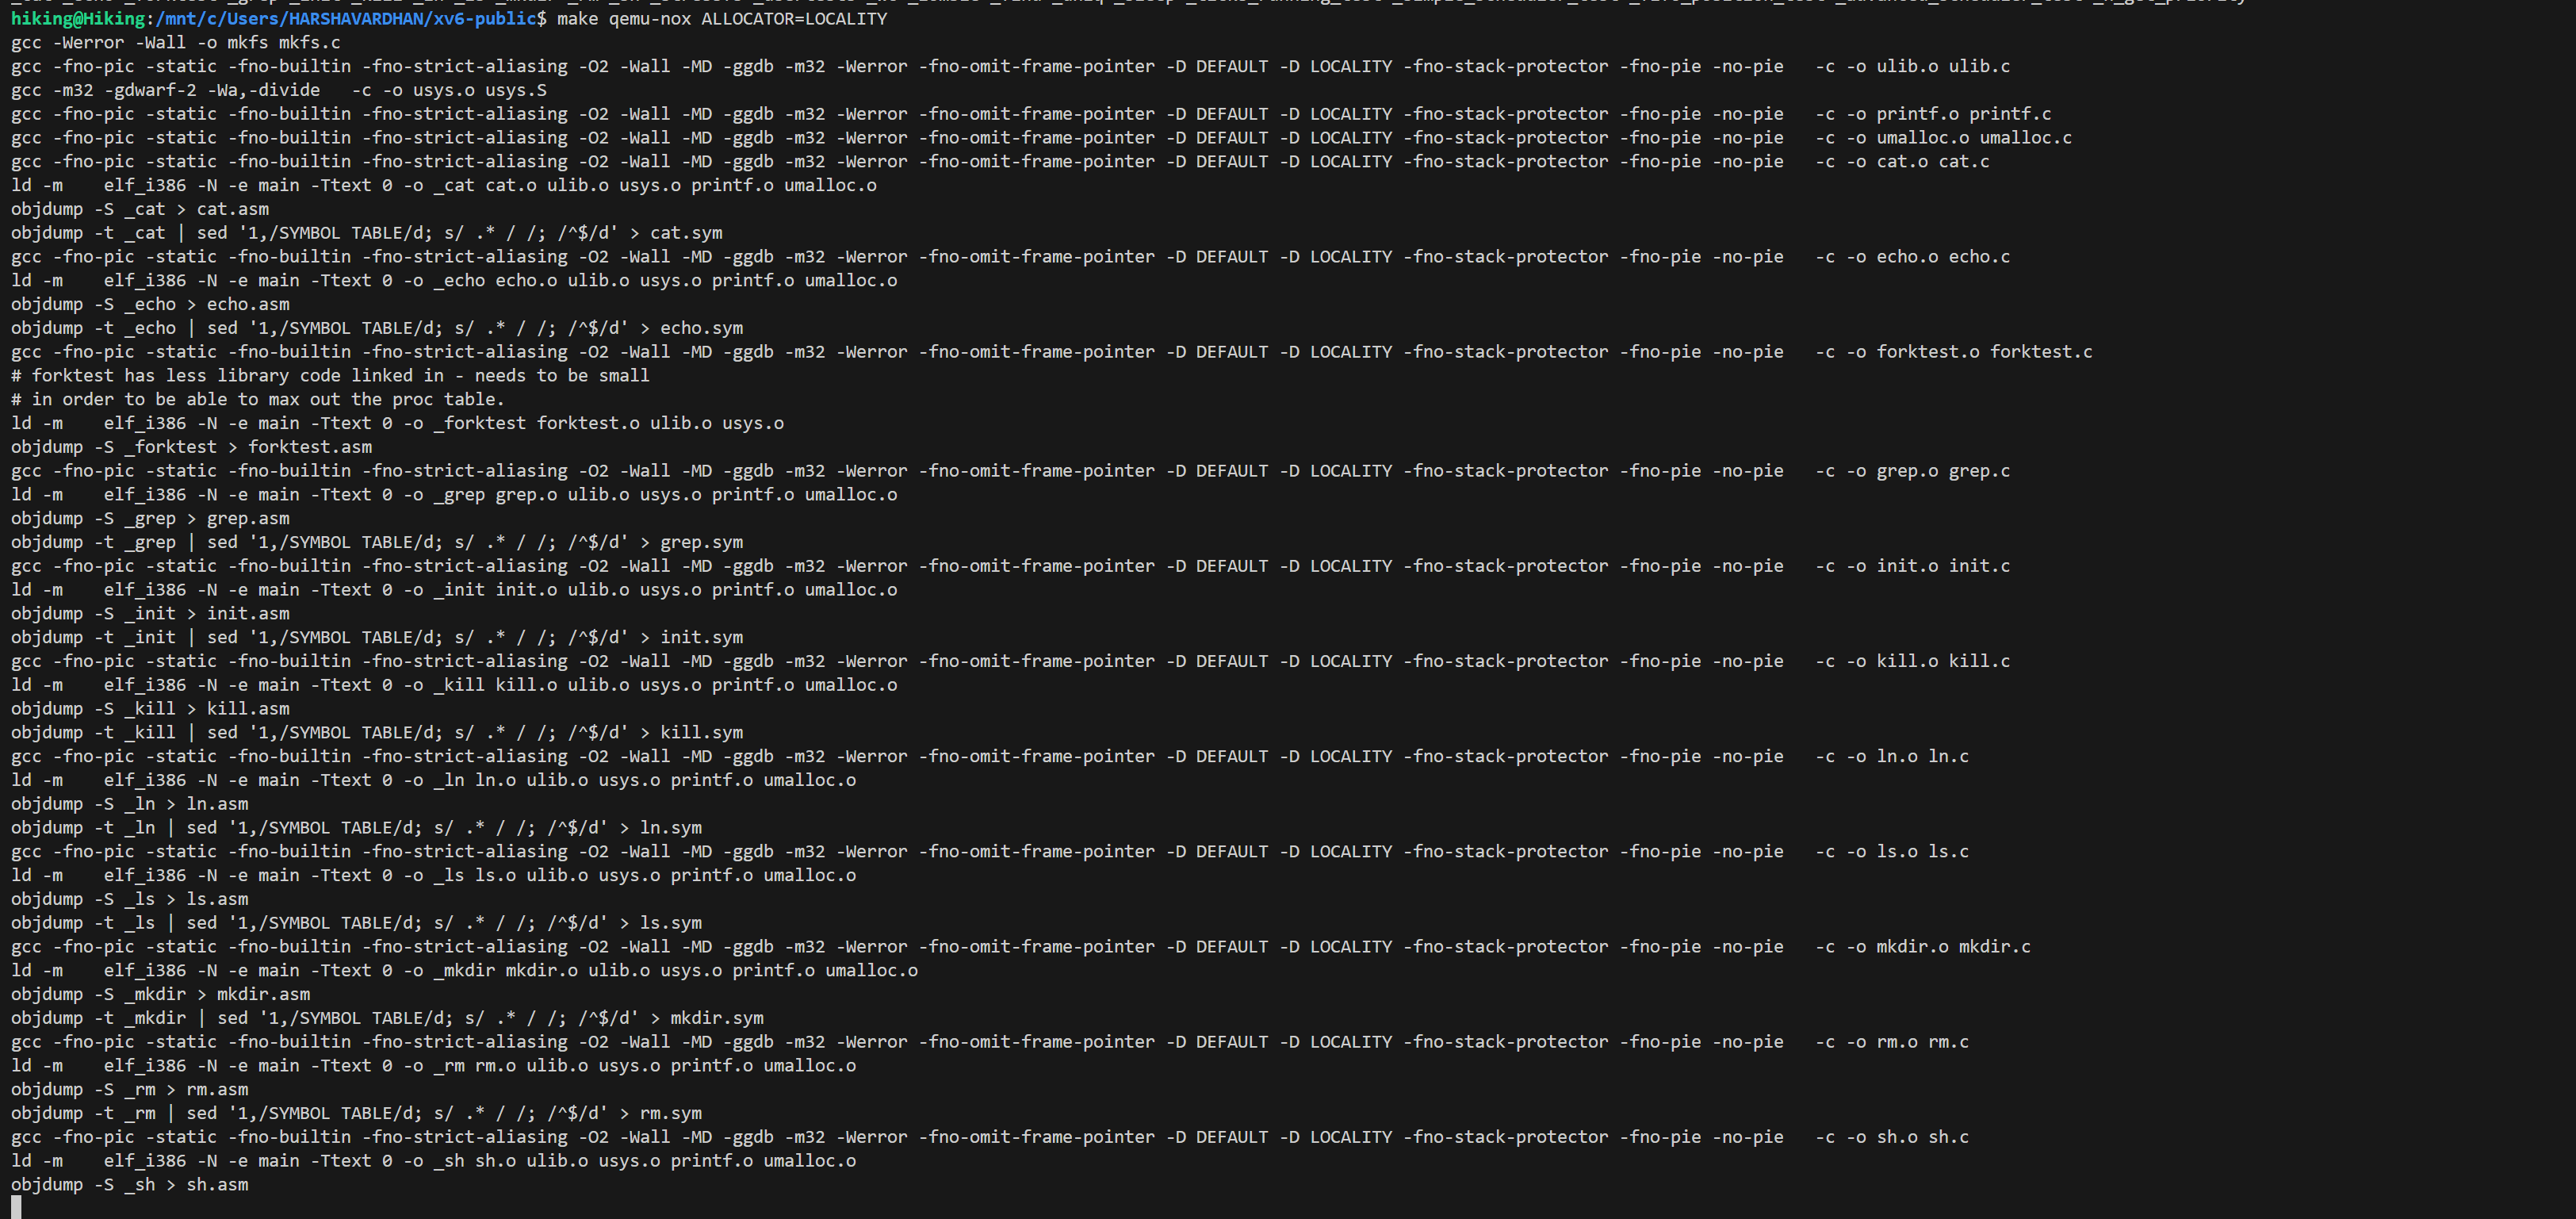 hiking@Hiking:/mnt/c/Users/HARSHAVARDHAN/xv6-public$ make qemu-nox ALLOCATOR=LOCALITY
gcc -Werror -Wall -o mkfs mkfs.c
gcc -fno-pic -static -fno-builtin -fno-strict-aliasing -O2 -Wall -MD -ggdb -m32 -Werror -fno-omit-frame-pointer -D DEFAULT -D LOCALITY -fno-stack-protector -fno-pie -no-pie   -c -o ulib.o ulib.c
gcc -m32 -gdwarf-2 -Wa,-divide   -c -o usys.o usys.S
gcc -fno-pic -static -fno-builtin -fno-strict-aliasing -O2 -Wall -MD -ggdb -m32 -Werror -fno-omit-frame-pointer -D DEFAULT -D LOCALITY -fno-stack-protector -fno-pie -no-pie   -c -o printf.o printf.c
gcc -fno-pic -static -fno-builtin -fno-strict-aliasing -O2 -Wall -MD -ggdb -m32 -Werror -fno-omit-frame-pointer -D DEFAULT -D LOCALITY -fno-stack-protector -fno-pie -no-pie   -c -o umalloc.o umalloc.c
gcc -fno-pic -static -fno-builtin -fno-strict-aliasing -O2 -Wall -MD -ggdb -m32 -Werror -fno-omit-frame-pointer -D DEFAULT -D LOCALITY -fno-stack-protector -fno-pie -no-pie   -c -o cat.o cat.c
ld -m    elf_i386 -N -e main -Ttext 0 -o _cat cat.o ulib.o usys.o printf.o umalloc.o
objdump -S _cat > cat.asm
objdump -t _cat | sed '1,/SYMBOL TABLE/d; s/ .* / /; /^$/d' > cat.sym
gcc -fno-pic -static -fno-builtin -fno-strict-aliasing -O2 -Wall -MD -ggdb -m32 -Werror -fno-omit-frame-pointer -D DEFAULT -D LOCALITY -fno-stack-protector -fno-pie -no-pie   -c -o echo.o echo.c
ld -m    elf_i386 -N -e main -Ttext 0 -o _echo echo.o ulib.o usys.o printf.o umalloc.o
objdump -S _echo > echo.asm
objdump -t _echo | sed '1,/SYMBOL TABLE/d; s/ .* / /; /^$/d' > echo.sym
gcc -fno-pic -static -fno-builtin -fno-strict-aliasing -O2 -Wall -MD -ggdb -m32 -Werror -fno-omit-frame-pointer -D DEFAULT -D LOCALITY -fno-stack-protector -fno-pie -no-pie   -c -o forktest.o forktest.c
# forktest has less library code linked in - needs to be small
# in order to be able to max out the proc table.
ld -m    elf_i386 -N -e main -Ttext 0 -o _forktest forktest.o ulib.o usys.o
objdump -S _forktest > forktest.asm
gcc -fno-pic -static -fno-builtin -fno-strict-aliasing -O2 -Wall -MD -ggdb -m32 -Werror -fno-omit-frame-pointer -D DEFAULT -D LOCALITY -fno-stack-protector -fno-pie -no-pie   -c -o grep.o grep.c
ld -m    elf_i386 -N -e main -Ttext 0 -o _grep grep.o ulib.o usys.o printf.o umalloc.o
objdump -S _grep > grep.asm
objdump -t _grep | sed '1,/SYMBOL TABLE/d; s/ .* / /; /^$/d' > grep.sym
gcc -fno-pic -static -fno-builtin -fno-strict-aliasing -O2 -Wall -MD -ggdb -m32 -Werror -fno-omit-frame-pointer -D DEFAULT -D LOCALITY -fno-stack-protector -fno-pie -no-pie   -c -o init.o init.c
ld -m    elf_i386 -N -e main -Ttext 0 -o _init init.o ulib.o usys.o printf.o umalloc.o
objdump -S _init > init.asm
objdump -t _init | sed '1,/SYMBOL TABLE/d; s/ .* / /; /^$/d' > init.sym
gcc -fno-pic -static -fno-builtin -fno-strict-aliasing -O2 -Wall -MD -ggdb -m32 -Werror -fno-omit-frame-pointer -D DEFAULT -D LOCALITY -fno-stack-protector -fno-pie -no-pie   -c -o kill.o kill.c
ld -m    elf_i386 -N -e main -Ttext 0 -o _kill kill.o ulib.o usys.o printf.o umalloc.o
objdump -S _kill > kill.asm
objdump -t _kill | sed '1,/SYMBOL TABLE/d; s/ .* / /; /^$/d' > kill.sym
gcc -fno-pic -static -fno-builtin -fno-strict-aliasing -O2 -Wall -MD -ggdb -m32 -Werror -fno-omit-frame-pointer -D DEFAULT -D LOCALITY -fno-stack-protector -fno-pie -no-pie   -c -o ln.o ln.c
ld -m    elf_i386 -N -e main -Ttext 0 -o _ln ln.o ulib.o usys.o printf.o umalloc.o
objdump -S _ln > ln.asm
objdump -t _ln | sed '1,/SYMBOL TABLE/d; s/ .* / /; /^$/d' > ln.sym
gcc -fno-pic -static -fno-builtin -fno-strict-aliasing -O2 -Wall -MD -ggdb -m32 -Werror -fno-omit-frame-pointer -D DEFAULT -D LOCALITY -fno-stack-protector -fno-pie -no-pie   -c -o ls.o ls.c
ld -m    elf_i386 -N -e main -Ttext 0 -o _ls ls.o ulib.o usys.o printf.o umalloc.o
objdump -S _ls > ls.asm
objdump -t _ls | sed '1,/SYMBOL TABLE/d; s/ .* / /; /^$/d' > ls.sym
gcc -fno-pic -static -fno-builtin -fno-strict-aliasing -O2 -Wall -MD -ggdb -m32 -Werror -fno-omit-frame-pointer -D DEFAULT -D LOCALITY -fno-stack-protector -fno-pie -no-pie   -c -o mkdir.o mkdir.c
ld -m    elf_i386 -N -e main -Ttext 0 -o _mkdir mkdir.o ulib.o usys.o printf.o umalloc.o
objdump -S _mkdir > mkdir.asm
objdump -t _mkdir | sed '1,/SYMBOL TABLE/d; s/ .* / /; /^$/d' > mkdir.sym
gcc -fno-pic -static -fno-builtin -fno-strict-aliasing -O2 -Wall -MD -ggdb -m32 -Werror -fno-omit-frame-pointer -D DEFAULT -D LOCALITY -fno-stack-protector -fno-pie -no-pie   -c -o rm.o rm.c
ld -m    elf_i386 -N -e main -Ttext 0 -o _rm rm.o ulib.o usys.o printf.o umalloc.o
objdump -S _rm > rm.asm
objdump -t _rm | sed '1,/SYMBOL TABLE/d; s/ .* / /; /^$/d' > rm.sym
gcc -fno-pic -static -fno-builtin -fno-strict-aliasing -O2 -Wall -MD -ggdb -m32 -Werror -fno-omit-frame-pointer -D DEFAULT -D LOCALITY -fno-stack-protector -fno-pie -no-pie   -c -o sh.o sh.c
ld -m    elf_i386 -N -e main -Ttext 0 -o _sh sh.o ulib.o usys.o printf.o umalloc.o
objdump -S _sh > sh.asm